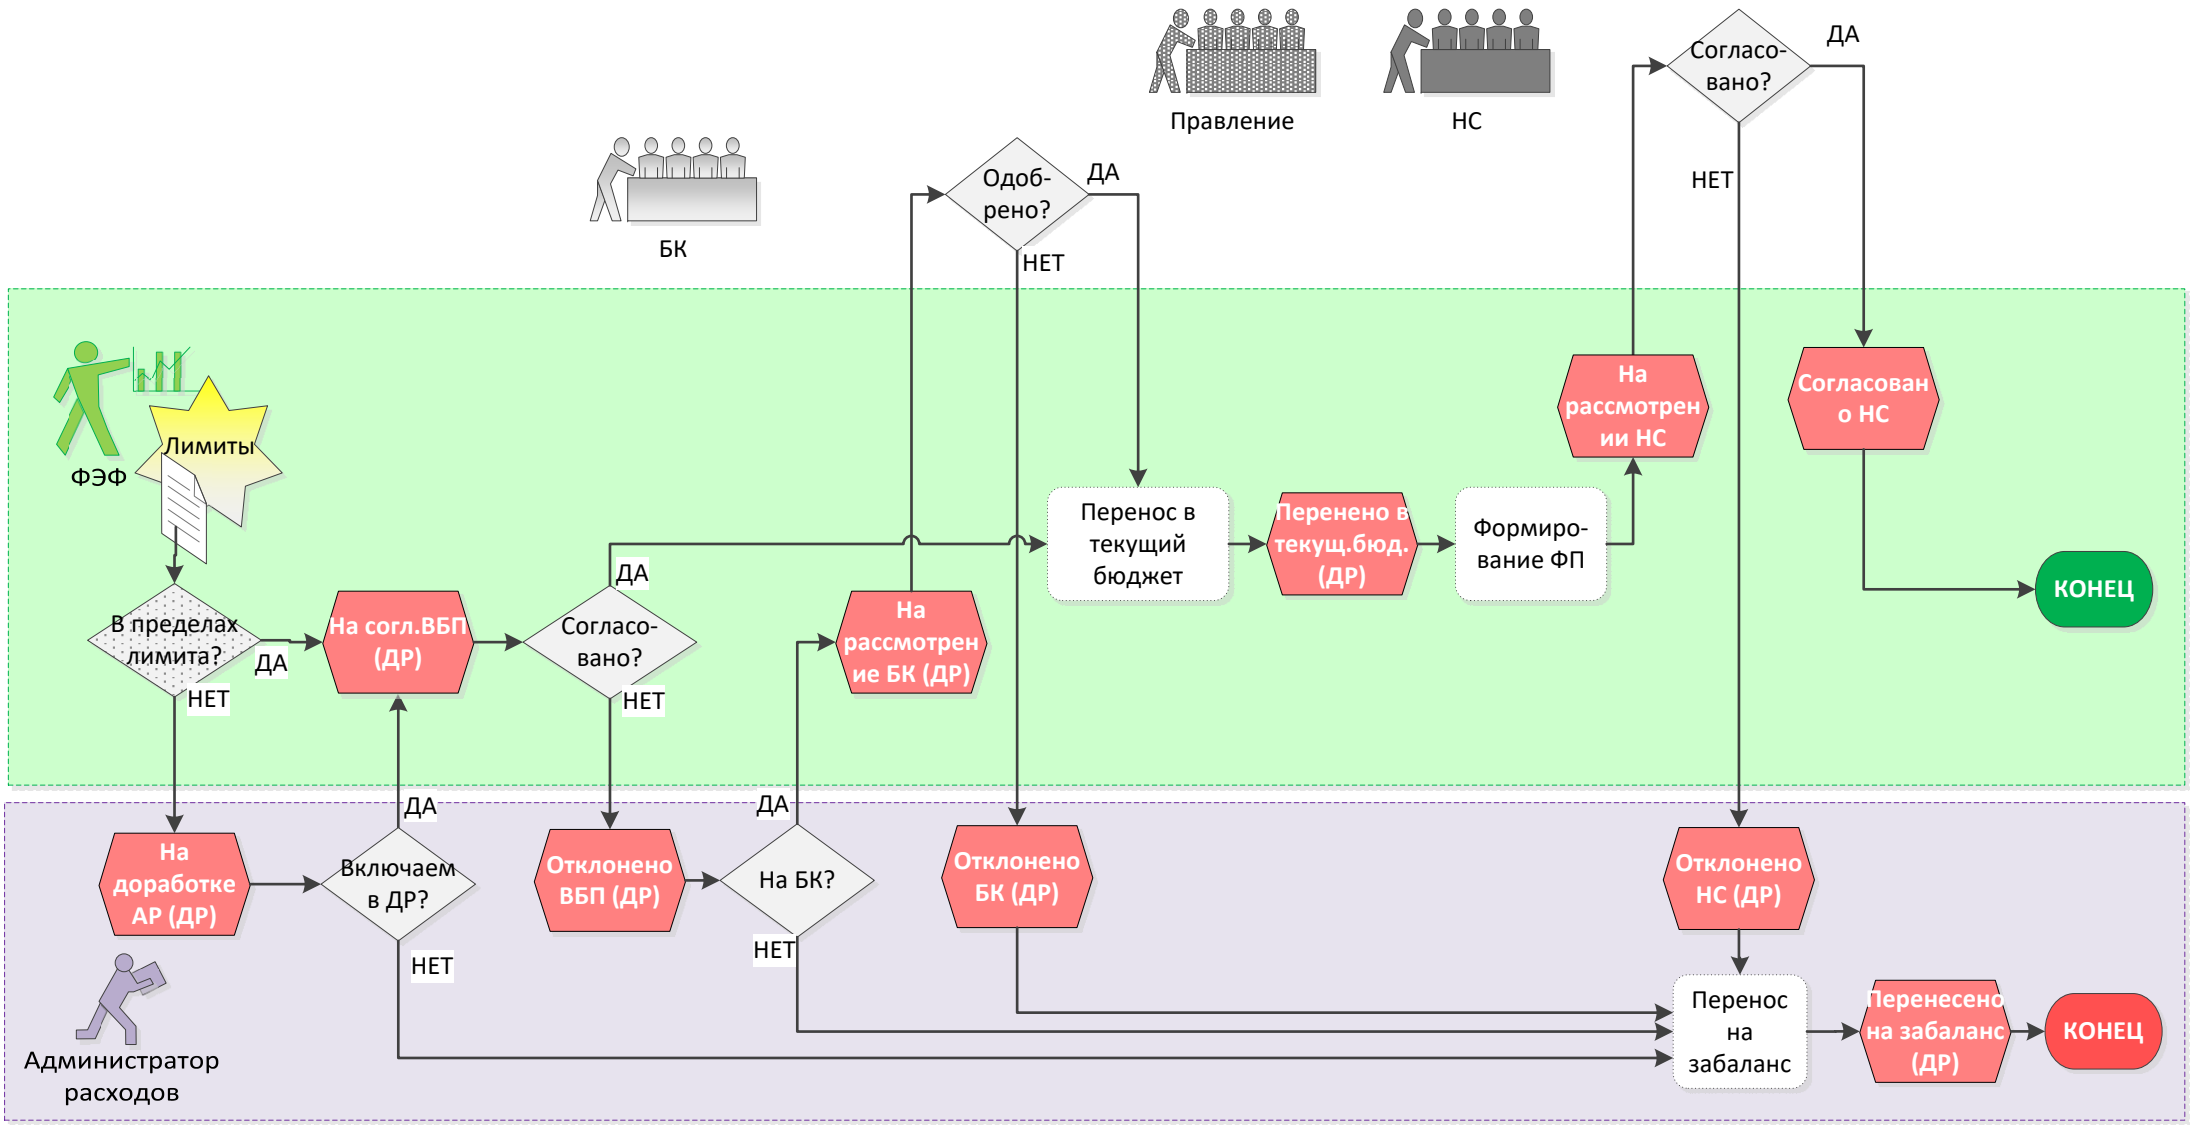 Согласо-
вано?
ДА
НЕТ
Правление
НС
БК
Одоб-
рено?
ДА
НЕТ
ФЭФ
Лимиты
В пределах
лимита?
ДА
НЕТ
На согл.ВБП
(ДР)
Согласо-
вано?
ДА
НЕТ
На
рассмотрен
ие БК (ДР)
Перенос в
текущий
бюджет
Перенено в
текущ.бюд.
(ДР)
Формиро-
вание ФП
На
рассмотрен
ии НС
Согласован
о НС
КОНЕЦ
На
доработке
АР (ДР)
Включаем
в ДР?
ДА
НЕТ
Отклонено
ВБП (ДР)
На БК?
ДА
НЕТ
Отклонено
БК (ДР)
Отклонено
НС (ДР)
Перенос
на
забаланс
Перенесено
на забаланс
(ДР)
КОНЕЦ
Администратор
расходов